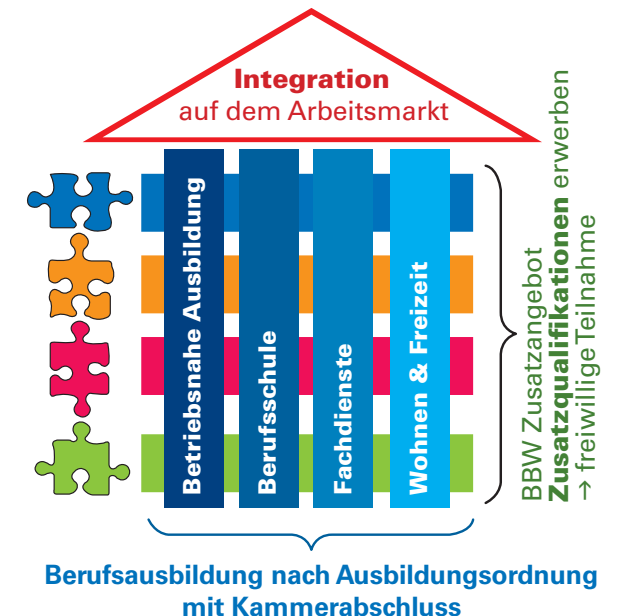 Integration
auf dem Arbeitsmarkt
Betriebsnahe Ausbildung
Berufsschule
Fachdienste
Wohnen & Freizeit
BBW Zusatzangebot
Zusatzqualifikationen erwerben
→ freiwillige Teilnahme
Berufsausbildung nach Ausbildungsordnung
mit Kammerabschluss